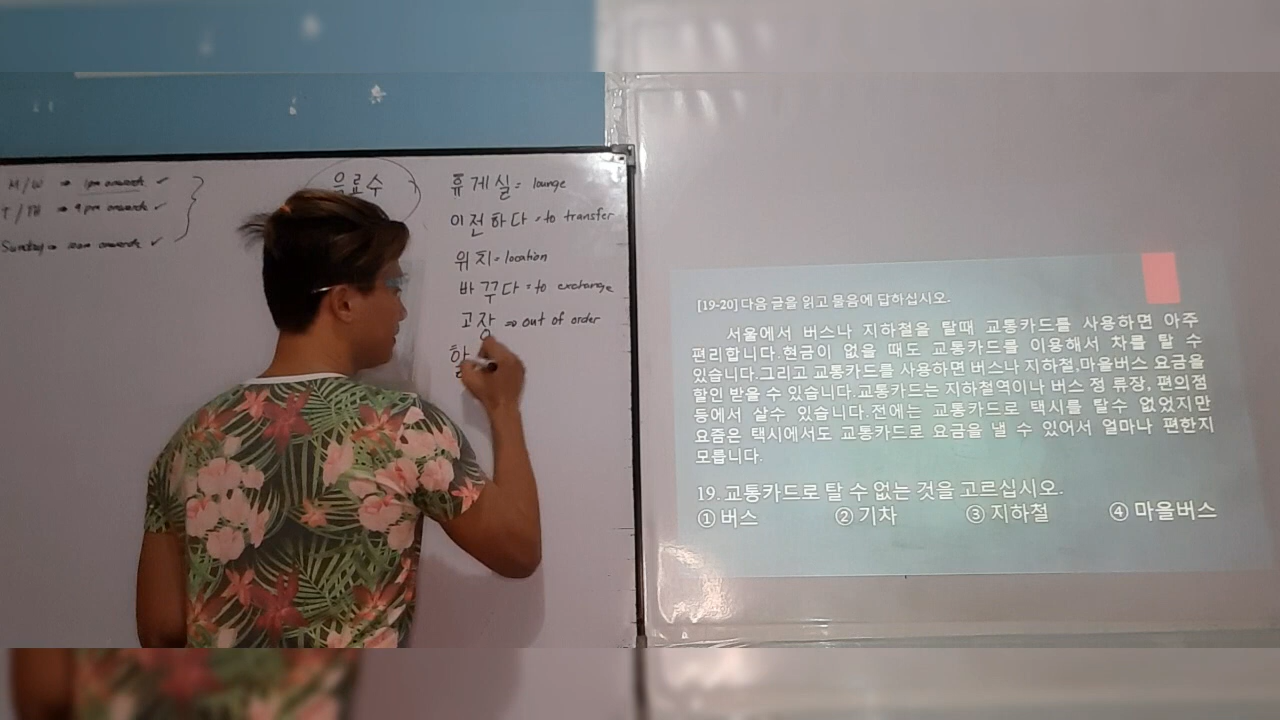 M/W → 1pm onwards ✓
T/TH → 9pm onwards ✓
Sunday → 10am onwards ✓
음료수
휴게실 = lounge
이전하다 = to transfer
위치 = location
바꾸다 = to exchange
고장 => out of order
할
[19-20] 다음 글을 읽고 물음에 답하십시오.
서울에서 버스나 지하철을 탈때 교통카드를 사용하면 아주
편리합니다.현금이 없을 때도 교통카드를 이용해서 차를 탈 수
있습니다.그리고 교통카드를 사용하면 버스나 지하철,마을버스 요금을
할인 받을 수 있습니다.교통카드는 지하철역이나 버스 정 류장, 편의점
등에서 살수 있습니다.전에는 교통카드로 택시를 탈수 없었지만
요즘은 택시에서도 교통카드로 요금을 낼 수 있어서 얼마나 편한지
모릅니다.
19. 교통카드로 탈 수 없는 것을 고르십시오.
① 버스 ② 기차 ③ 지하철 ④ 마을버스